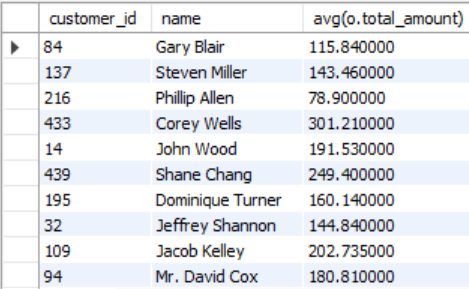 customer_id name avg(o.total_amount)
84 Gary Blair 115.840000
137 Steven Miller 143.460000
216 Phillip Allen 78.900000
433 Corey Wells 301.210000
14 John Wood 191.530000
439 Shane Chang 249.400000
195 Dominique Turner 160.140000
32 Jeffrey Shannon 144.840000
109 Jacob Kelley 202.735000
94 Mr. David Cox 180.810000